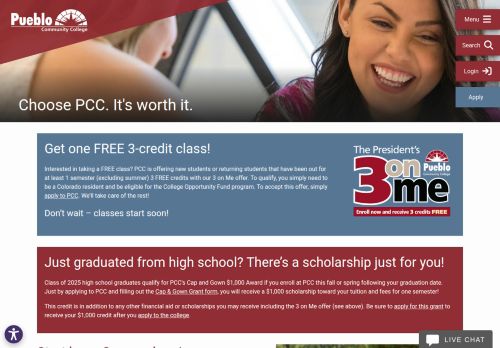 Pueblo
Community College
Menu
Search
Login
Apply
Choose PCC. It's worth it.
Get one FREE 3-credit class!
Interested in taking a FREE class? PCC is offering new students or returning students that have been out for
at least 1 semester (excluding summer) 3 FREE credits with our 3 on Me offer. To qualify, you simply need to
be a Colorado resident and be eligible for the College Opportunity Fund program. To accept this offer, simply
apply to PCC. We'll take care of the rest!
Don't wait – classes start soon!
The President's
3 on me
Pueblo
Community College
Enroll now and receive 3 credits FREE
Just graduated from high school? There's a scholarship just for you!
Class of 2025 high school graduates qualify for PCC's Cap and Gown $1,000 Award if you enroll at PCC this fall or spring following your graduation date.
Just by applying to PCC and filling out the Cap & Gown Grant form, you will receive a $1,000 scholarship toward your tuition and fees for one semester!
This credit is in addition to any other financial aid or scholarships you may receive including the 3 on Me offer (see above). Be sure to apply for this grant to
receive your $1,000 credit after you apply to the college.
LIVE CHAT